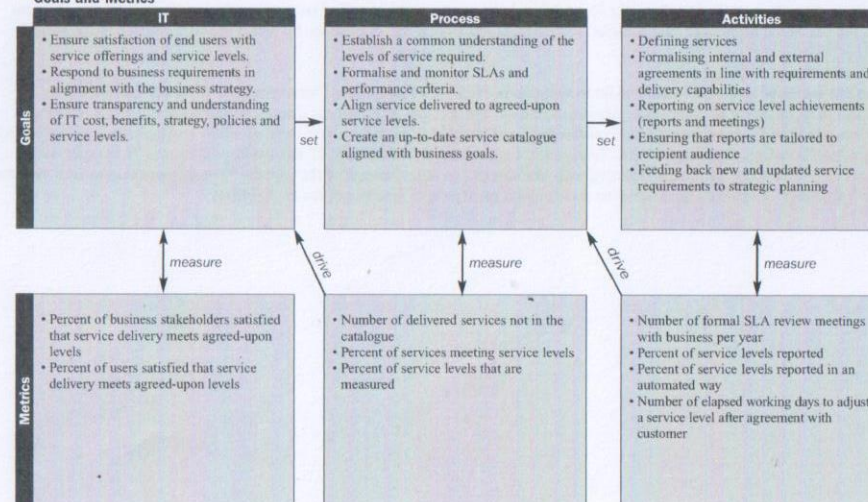 Goals and Metrics
IT
Goals
• Ensure satisfaction of end users with
service offerings and service levels.
• Respond to business requirements in
alignment with the business strategy.
• Ensure transparency and understanding
of IT cost, benefits, strategy, policies and
service levels.
set
Process
• Establish a common understanding of the
levels of service required.
• Formalise and monitor SLAs and
performance criteria.
• Align service delivered to agreed-upon
service levels.
• Create an up-to-date service catalogue
aligned with business goals.
set
Activities
• Defining services
• Formalising internal and external
agreements in line with requirements and
delivery capabilities
• Reporting on service level achievements
(reports and meetings)
• Ensuring that reports are tailored to
recipient audience
• Feeding back new and updated service
requirements to strategic planning
measure
drive
measure
drive
measure
Metrics
• Percent of business stakeholders satisfied
that service delivery meets agreed-upon
levels
• Percent of users satisfied that service
delivery meets agreed-upon levels
• Number of delivered services not in the
catalogue
• Percent of services meeting service levels
• Percent of service levels that are
measured
• Number of formal SLA review meetings
with business per year
• Percent of service levels reported
• Percent of service levels reported in an
automated way
• Number of elapsed working days to adjust
a service level after agreement with
customer